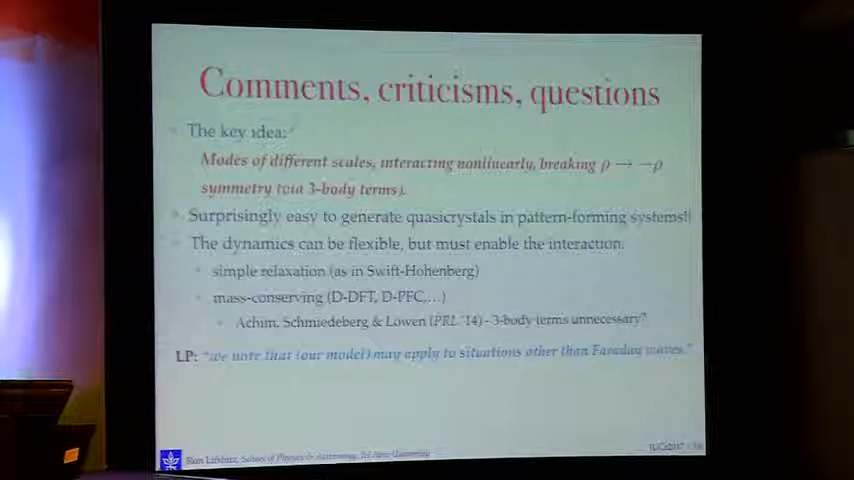 Comments, criticisms, questions
The key idea:
Modes of different scales, interacting nonlinearly, breaking ρ → −ρ
symmetry (via 3-body terms).
Surprisingly easy to generate quasicrystals in pattern-forming systems!!
The dynamics can be flexible, but must enable the interaction.
simple relaxation (as in Swift-Hohenberg)
mass-conserving (D-DFT, D-PFC,…)
Achim, Schmiedeberg & Löwen (PRL '14) - 3-body terms unnecessary?
LP: "we note that [our model] may apply to situations other than Faraday waves."
Ron Lifshitz, School of Physics & Astronomy, Tel Aviv University